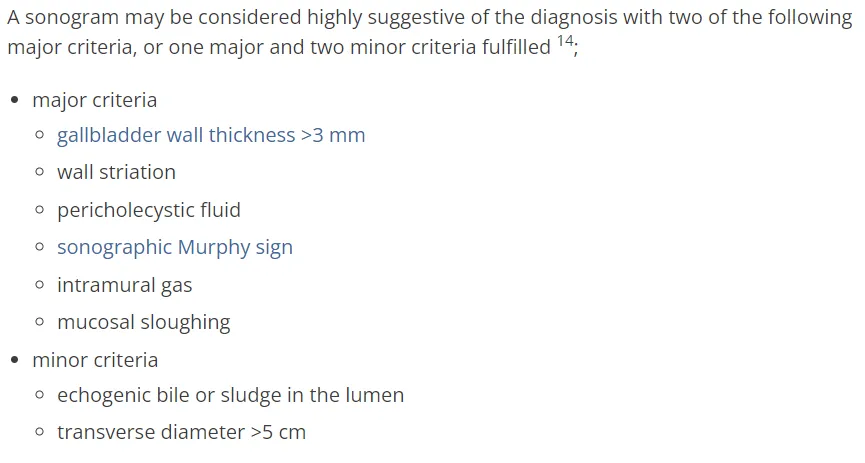 A sonogram may be considered highly suggestive of the diagnosis with two of the following
major criteria, or one major and two minor criteria fulfilled 14;
• major criteria
○ gallbladder wall thickness >3 mm
○ wall striation
○ pericholecystic fluid
○ sonographic Murphy sign
○ intramural gas
○ mucosal sloughing
• minor criteria
○ echogenic bile or sludge in the lumen
○ transverse diameter >5 cm